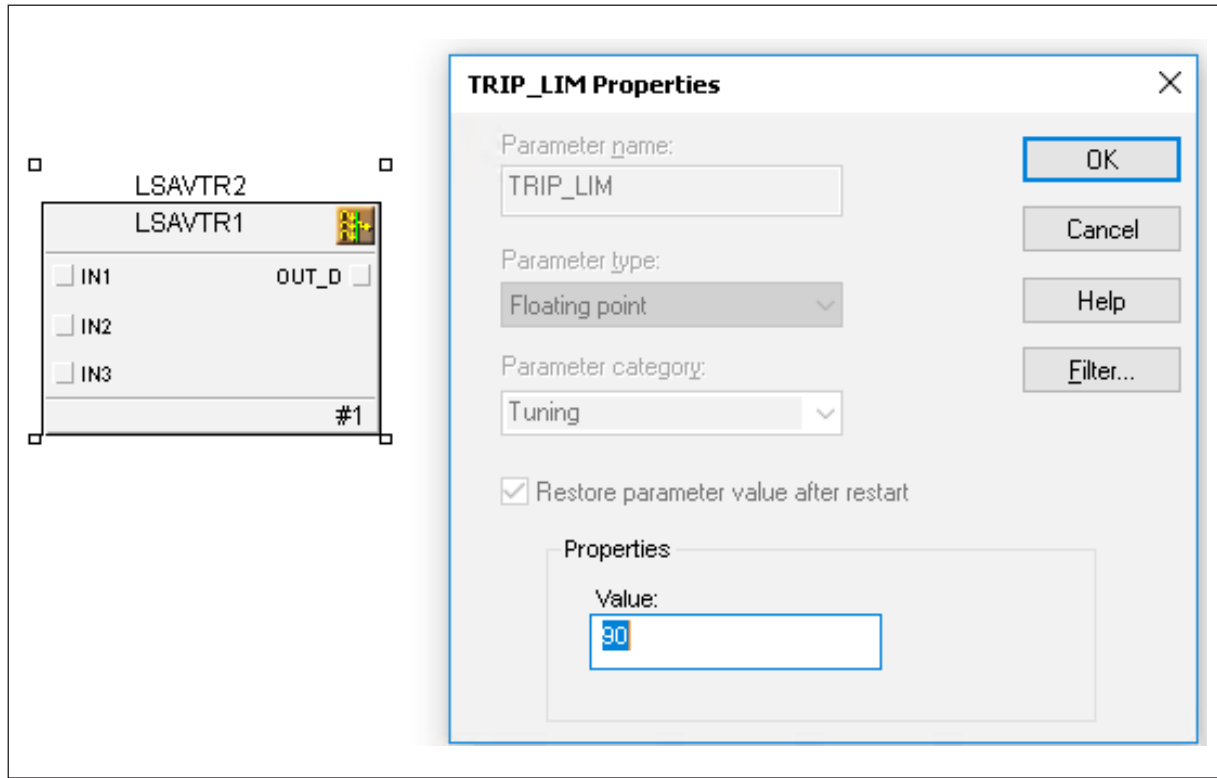 LSAVTR2
LSAVTR1
IN1 OUT_D
IN2
IN3
#1
TRIP_LIM Properties
Parameter name:
TRIP_LIM
OK
Cancel
Parameter type:
Floating point
Help
Parameter category:
Tuning
Filter...
Restore parameter value after restart
Properties
Value:
90